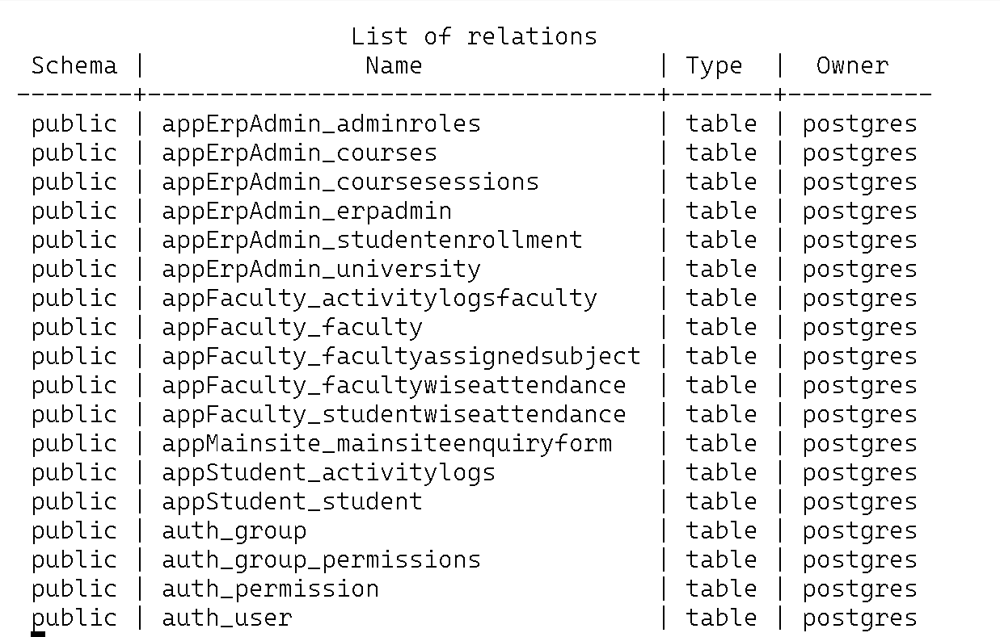 List of relations
Schema | Name | Type | Owner
--------+-----------------------------------+-------+----------
public | appErpAdmin_adminroles | table | postgres
public | appErpAdmin_courses | table | postgres
public | appErpAdmin_coursesessions | table | postgres
public | appErpAdmin_erpadmin | table | postgres
public | appErpAdmin_studentenrollment | table | postgres
public | appErpAdmin_university | table | postgres
public | appFaculty_activitylogsfaculty | table | postgres
public | appFaculty_faculty | table | postgres
public | appFaculty_facultyassignedsubject | table | postgres
public | appFaculty_facultywiseattendance | table | postgres
public | appFaculty_studentwiseattendance | table | postgres
public | appMainsite_mainsiteenquiryform | table | postgres
public | appStudent_activitylogs | table | postgres
public | appStudent_student | table | postgres
public | auth_group | table | postgres
public | auth_group_permissions | table | postgres
public | auth_permission | table | postgres
public | auth_user | table | postgres